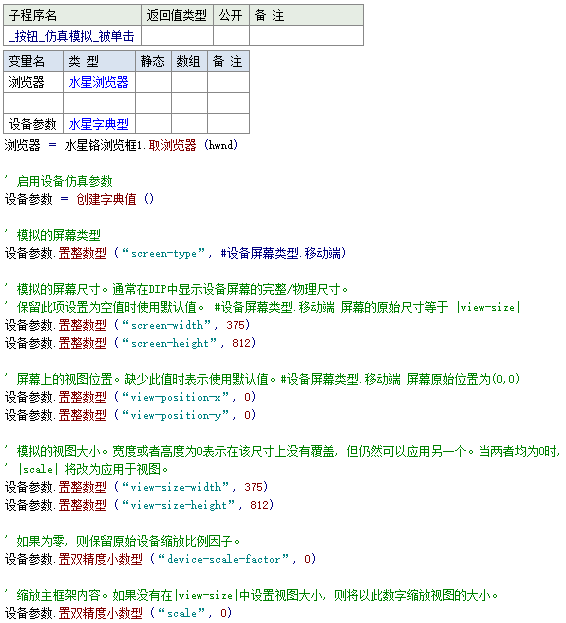 子程序名 返回值类型 公开 备 注
_按钮_仿真模拟_被单击
变量名 类 型 静态 数组 备 注
浏览器 水星浏览器
设备参数 水星字典型
浏览器 = 水星铬浏览框1.取浏览器 (hwnd)
' 启用设备仿真参数
设备参数 = 创建字典值 ()
' 模拟的屏幕类型
设备参数.置整数型 (“screen-type”, #设备屏幕类型.移动端)
' 模拟的屏幕尺寸。通常在DIP中显示设备屏幕的完整/物理尺寸。
' 保留此项设置为空值时使用默认值。 #设备屏幕类型.移动端 屏幕的原始尺寸等于 |view-size|
设备参数.置整数型 (“screen-width”, 375)
设备参数.置整数型 (“screen-height”, 812)
' 屏幕上的视图位置。缺少此值时表示使用默认值。#设备屏幕类型.移动端 屏幕原始位置为(0,0)
设备参数.置整数型 (“view-position-x”, 0)
设备参数.置整数型 (“view-position-y”, 0)
' 模拟的视图大小。宽度或者高度为0表示在该尺寸上没有覆盖, 但仍然可以应用另一个。当两者均为0时,
' |scale| 将改为应用于视图。
设备参数.置整数型 (“view-size-width”, 375)
设备参数.置整数型 (“view-size-height”, 812)
' 如果为零, 则保留原始设备缩放比例因子。
设备参数.置双精度小数型 (“device-scale-factor”, 0)
' 缩放主框架内容。如果没有在|view-size|中设置视图大小, 则将以此数字缩放视图的大小。
设备参数.置双精度小数型 (“scale”, 0)